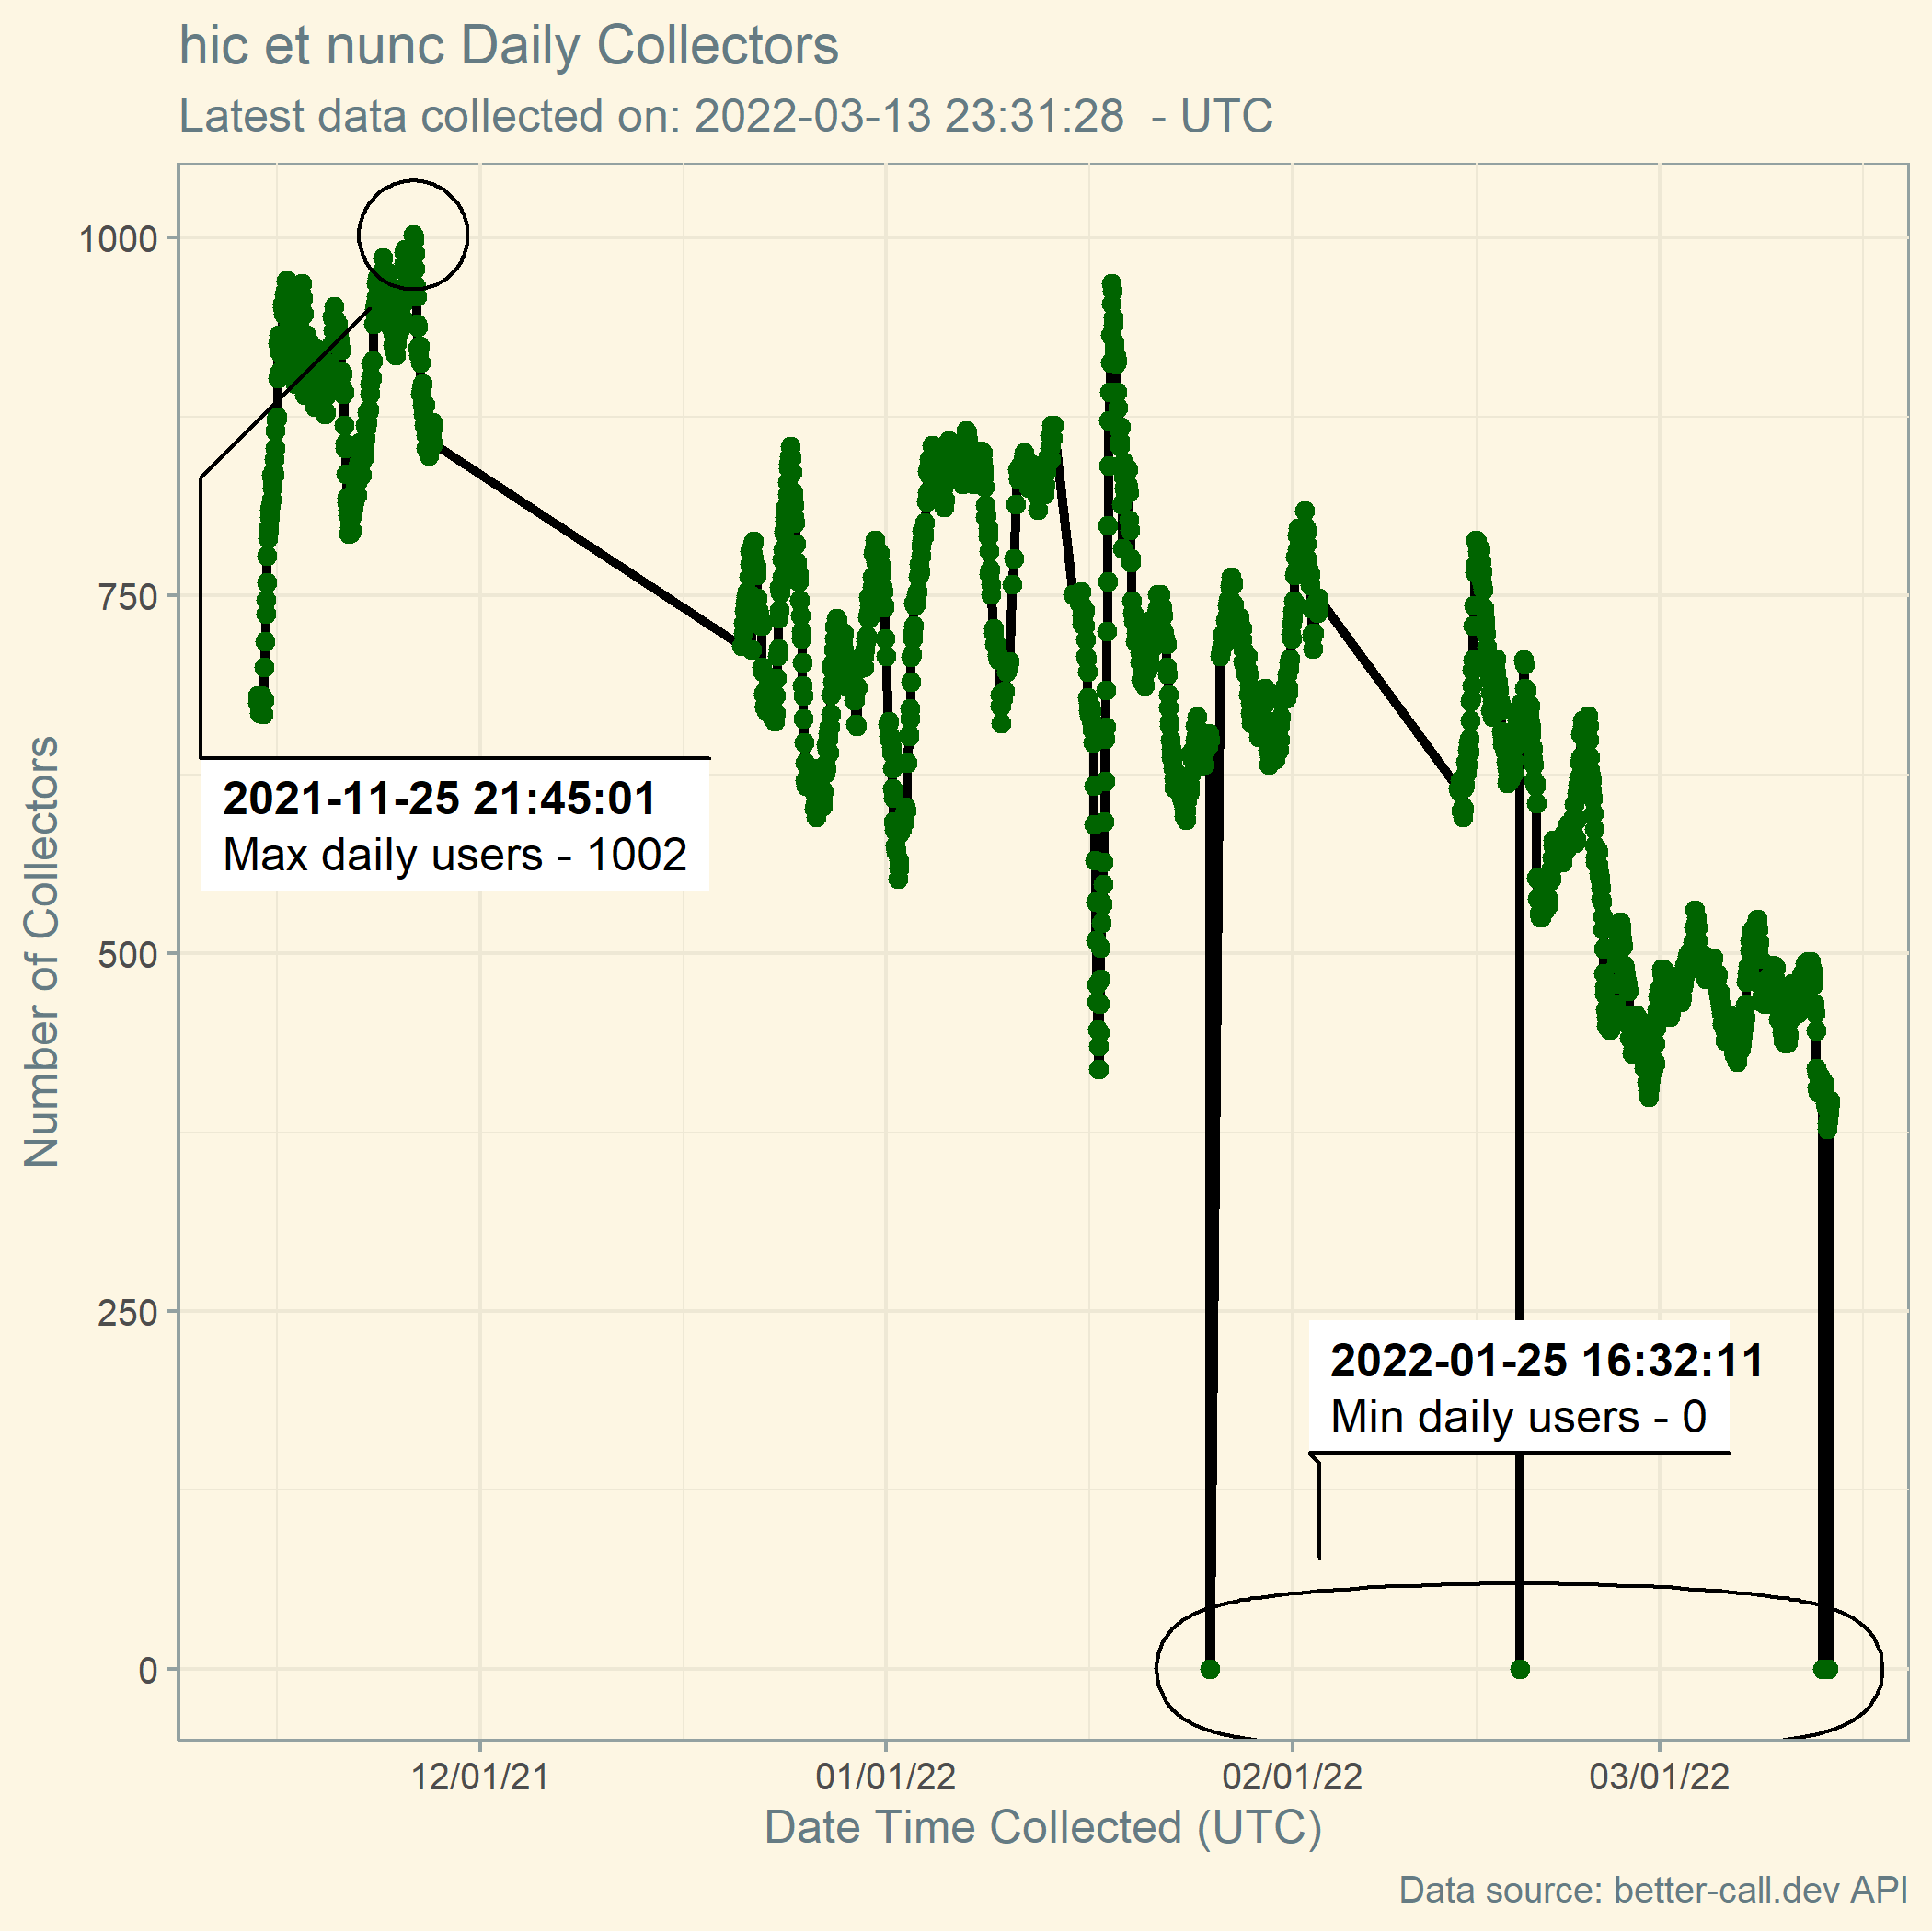 hic et nunc Daily Collectors
Latest data collected on: 2022-03-13 23:31:28  - UTC
Number of Collectors
1000
750
500
250
0
2021-11-25 21:45:01
Max daily users - 1002
2022-01-25 16:32:11
Min daily users - 0
12/01/21
01/01/22
02/01/22
03/01/22
Date Time Collected (UTC)
Data source: better-call.dev API